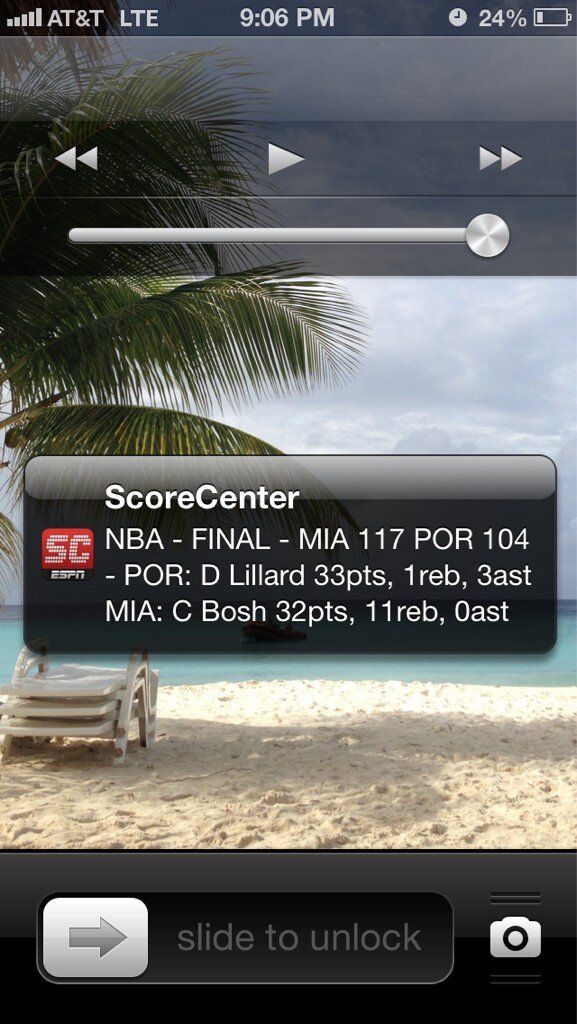 AT&T LTE 9:06 PM 24%
ScoreCenter
NBA - FINAL - MIA 117 POR 104
- POR: D Lillard 33pts, 1reb, 3ast
MIA: C Bosh 32pts, 11reb, 0ast
SC
ESPN
slide to unlock